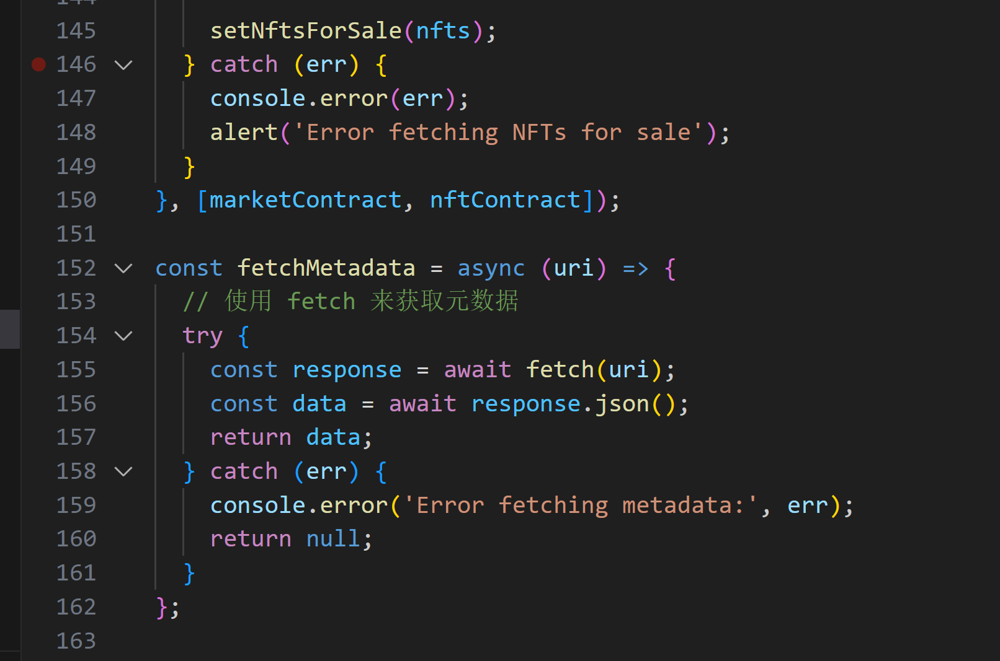 145 setNftsForSale(nfts);
146 } catch (err) {
147 console.error(err);
148 alert('Error fetching NFTs for sale');
149 }
150 }, [marketContract, nftContract]);
151
152 const fetchMetadata = async (uri) => {
153 // 使用 fetch 来获取元数据
154 try {
155 const response = await fetch(uri);
156 const data = await response.json();
157 return data;
158 } catch (err) {
159 console.error('Error fetching metadata:', err);
160 return null;
161 }
162 };
163